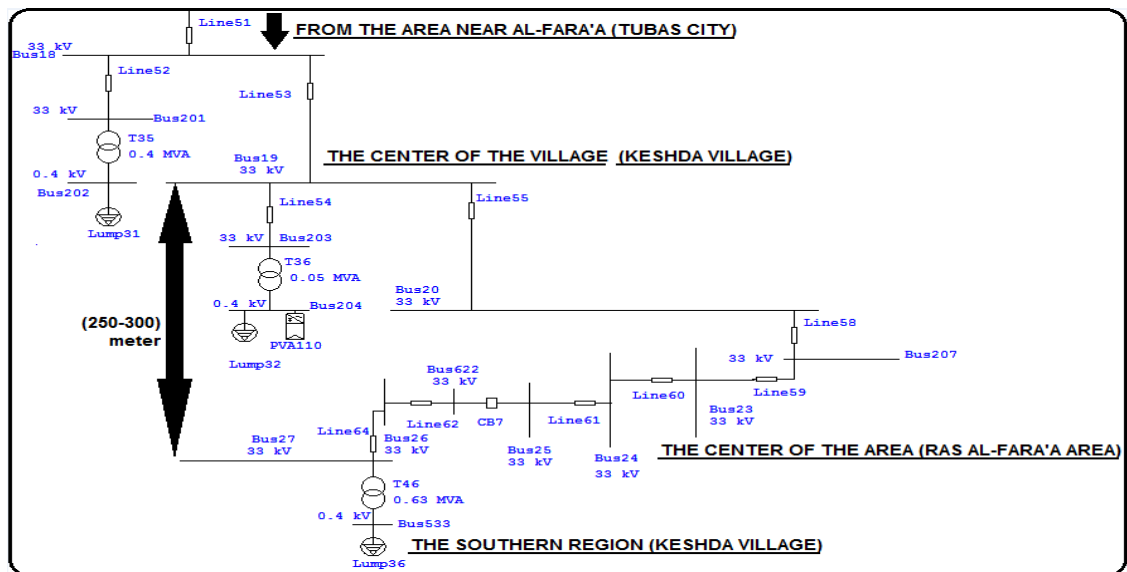 Line51
FROM THE AREA NEAR AL-FARA'A (TUBAS CITY)
33 kV
Bus18
Line52
Line53
33 kV
Bus201
T35
0.4 MVA
Bus19
33 kV
THE CENTER OF THE VILLAGE (KESHDA VILLAGE)
0.4 kV
Bus202
Line54
Line55
Lump31
33 kV
Bus203
T36
0.05 MVA
Bus20
33 kV
0.4 kV
Bus204
(250-300)
meter
PVA110
Lump32
Line58
33 kV
Bus207
Bus622
33 kV
Line60
Line59
Line62
CB7
Line61
Bus23
33 kV
Line64
Bus27
33 kV
Bus26
33 kV
Bus25
33 kV
Bus24
33 kV
THE CENTER OF THE AREA (RAS AL-FARA'A AREA)
T46
0.63 MVA
0.4 kV
Bus533
THE SOUTHERN REGION (KESHDA VILLAGE)
Lump36